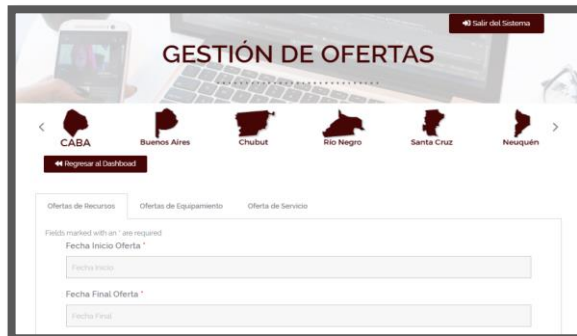 Salir del Sistema
GESTIÓN DE OFERTAS
CABA
Buenos Aires
Chubut
Río Negro
Santa Cruz
Neuquén
Regresar al Dashboad
Ofertas de Recursos
Ofertas de Equipamiento
Oferta de Servicio
Fields marked with an * are required
Fecha Inicio Oferta *
Fecha Inicio
Fecha Final Oferta *
Fecha Final